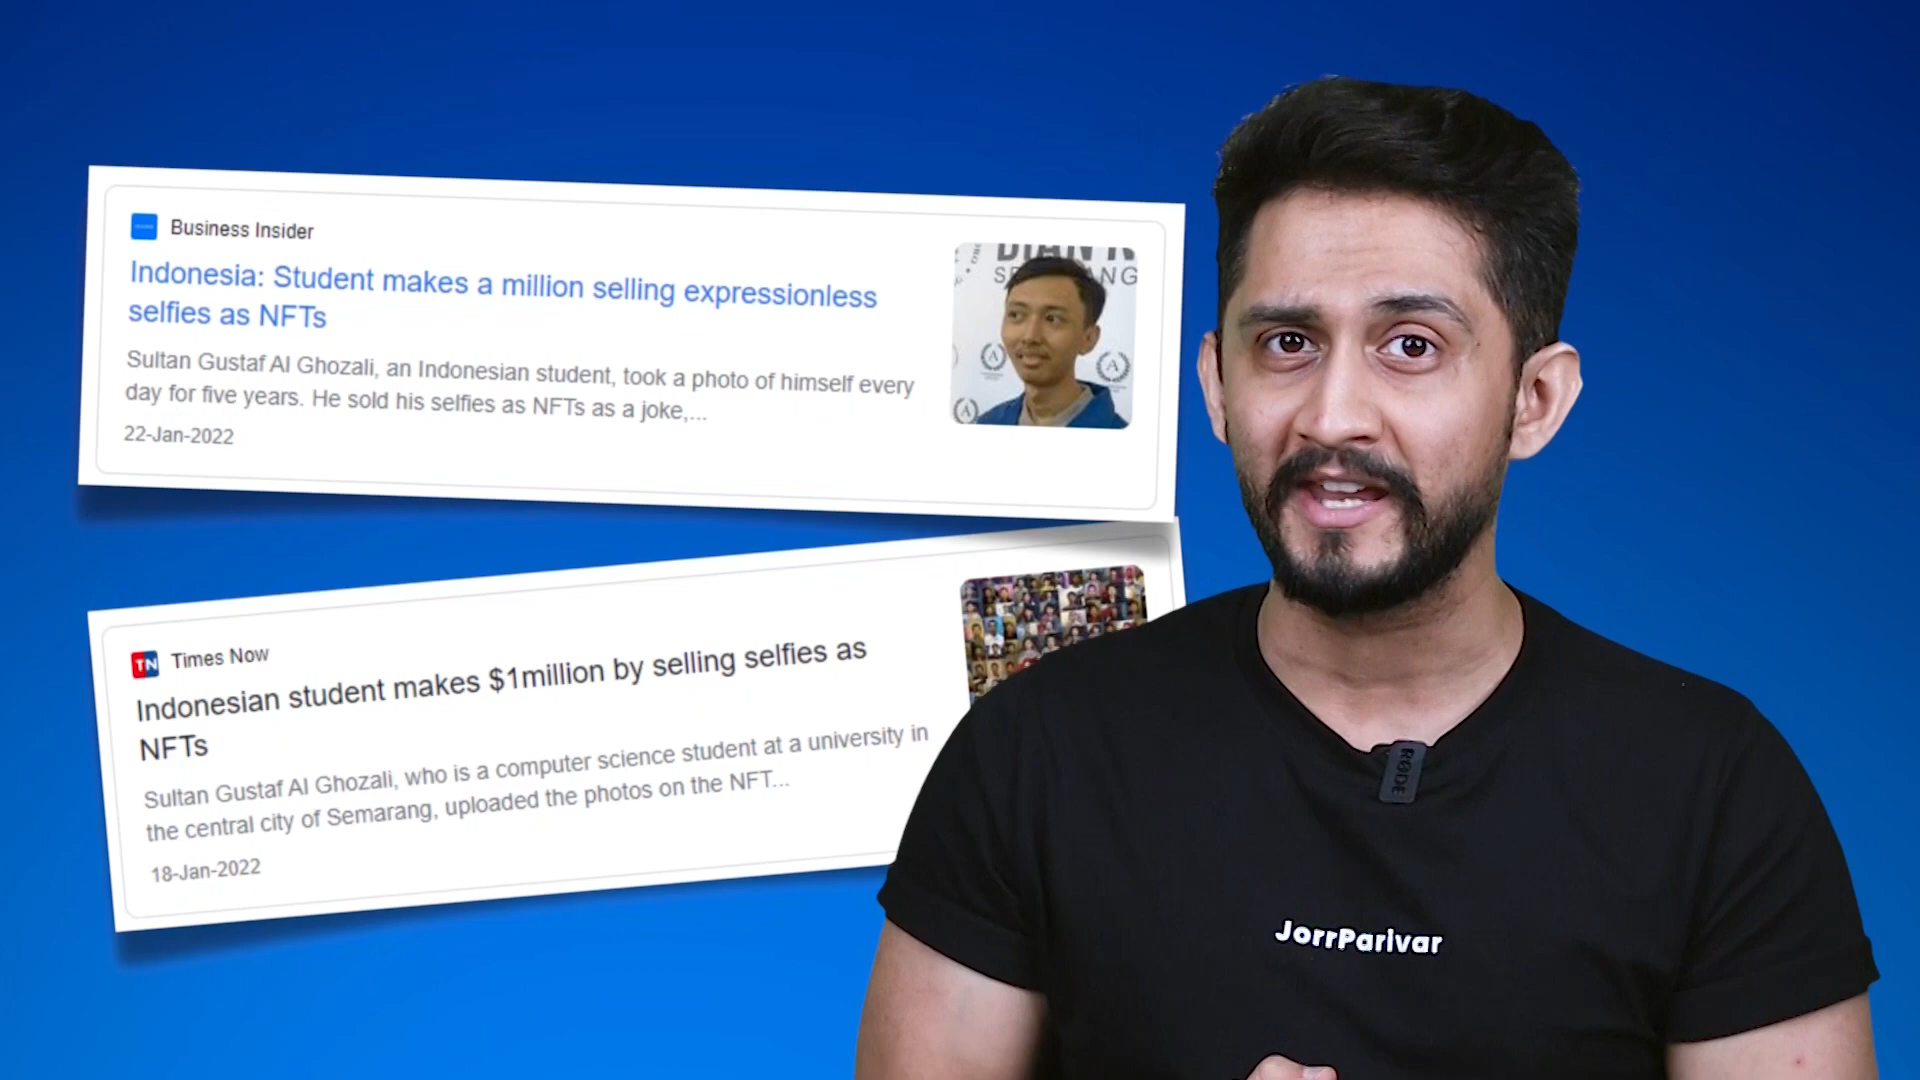 Business Insider
Indonesia: Student makes a million selling expressionless
selfies as NFTs
Sultan Gustaf Al Ghozali, an Indonesian student, took a photo of himself every
day for five years. He sold his selfies as NFTs as a joke,...
22-Jan-2022
TN Times Now
Indonesian student makes $1million by selling selfies as
NFTs
Sultan Gustaf Al Ghozali, who is a computer science student at a university in
the central city of Semarang, uploaded the photos on the NFT...
18-Jan-2022
RØDE
JorrParivar